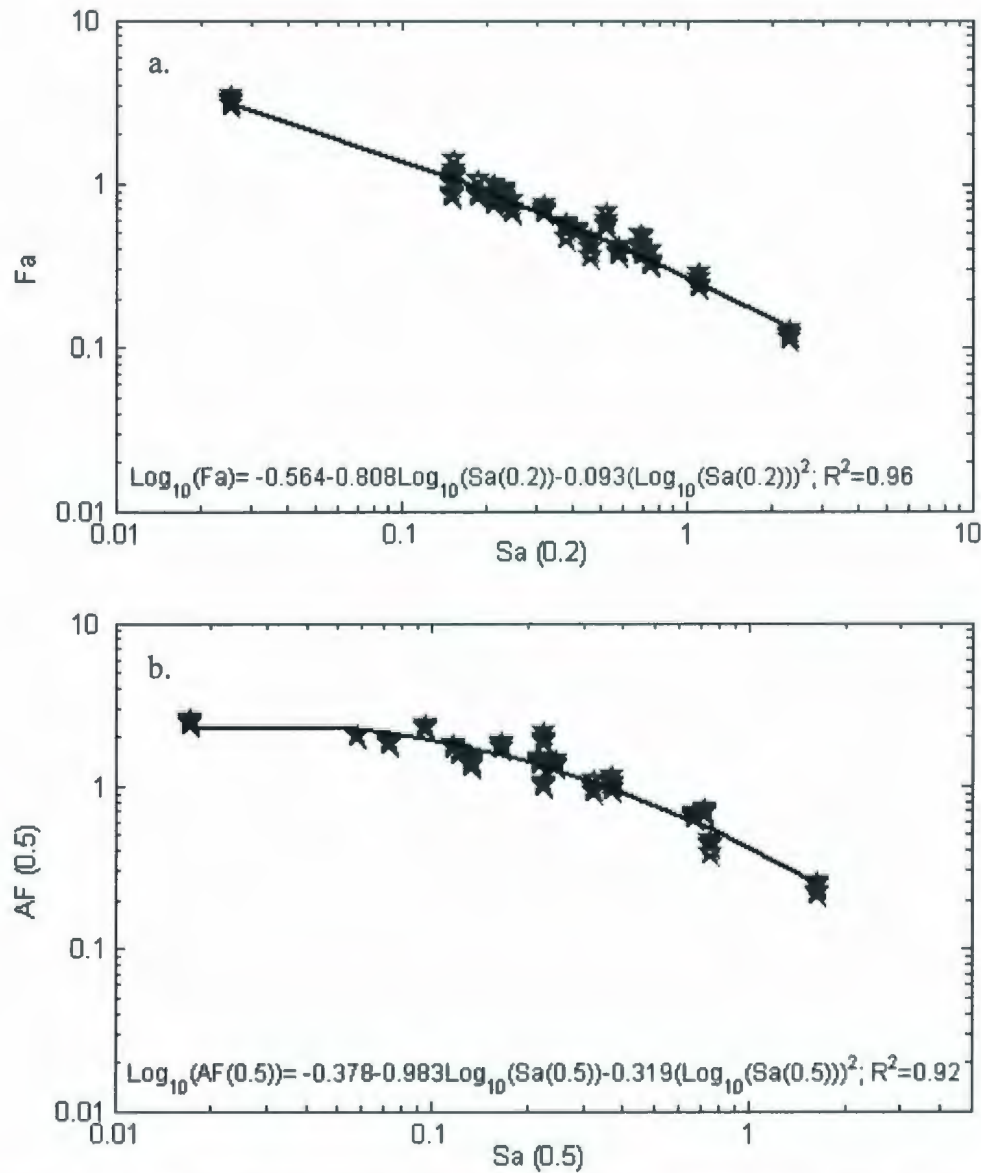 10
a.
1
Fa
0.1
Log₁₀(Fa)= -0.564-0.808Log₁₀(Sa(0.2))-0.093(Log₁₀(Sa(0.2)))²; R²=0.96
0.01
0.01 0.1 1 10
Sa (0.2)
10
b.
1
AF (0.5)
0.1
Log₁₀(AF(0.5))= -0.378-0.983Log₁₀(Sa(0.5))-0.319(Log₁₀(Sa(0.5)))²; R²=0.92
0.01
0.01 0.1 1
Sa (0.5)